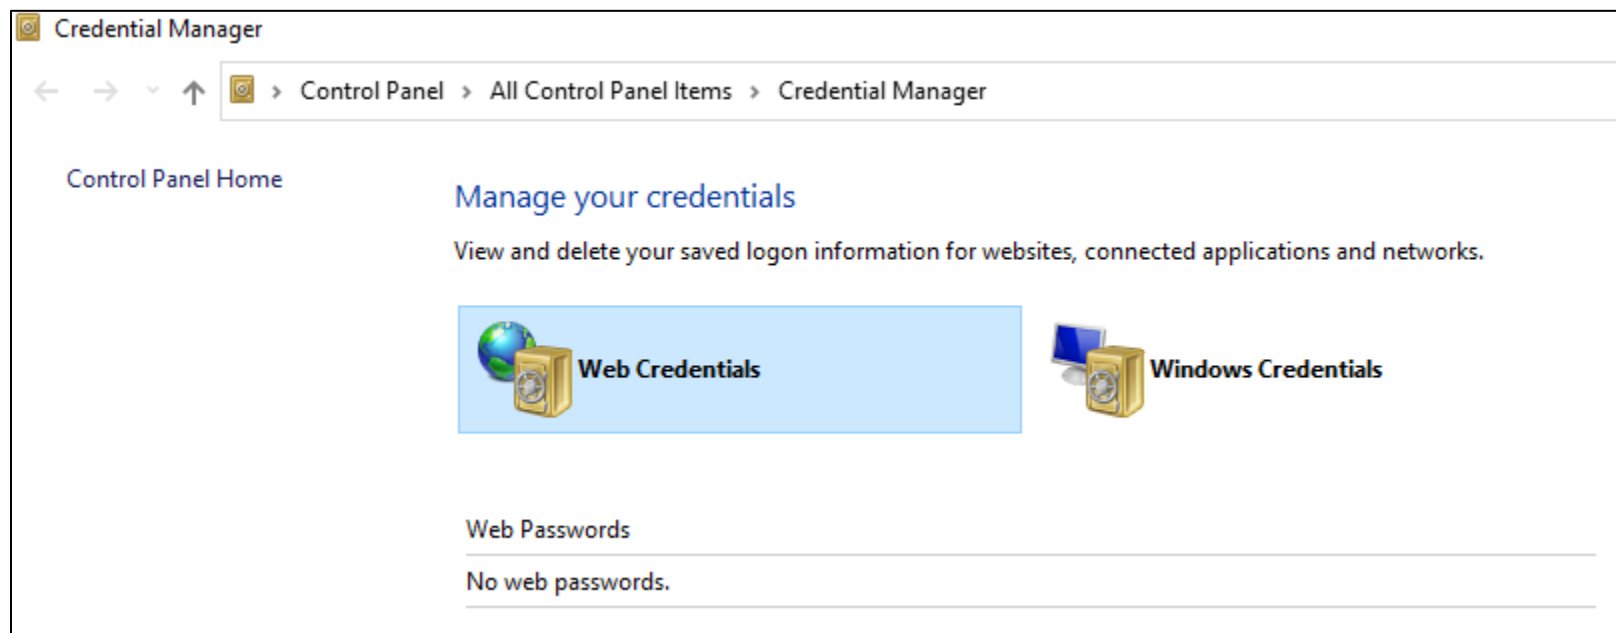 Credential Manager
Control Panel > All Control Panel Items > Credential Manager
Control Panel Home
Manage your credentials
View and delete your saved logon information for websites, connected applications and networks.
Web Credentials
Windows Credentials
Web Passwords
No web passwords.